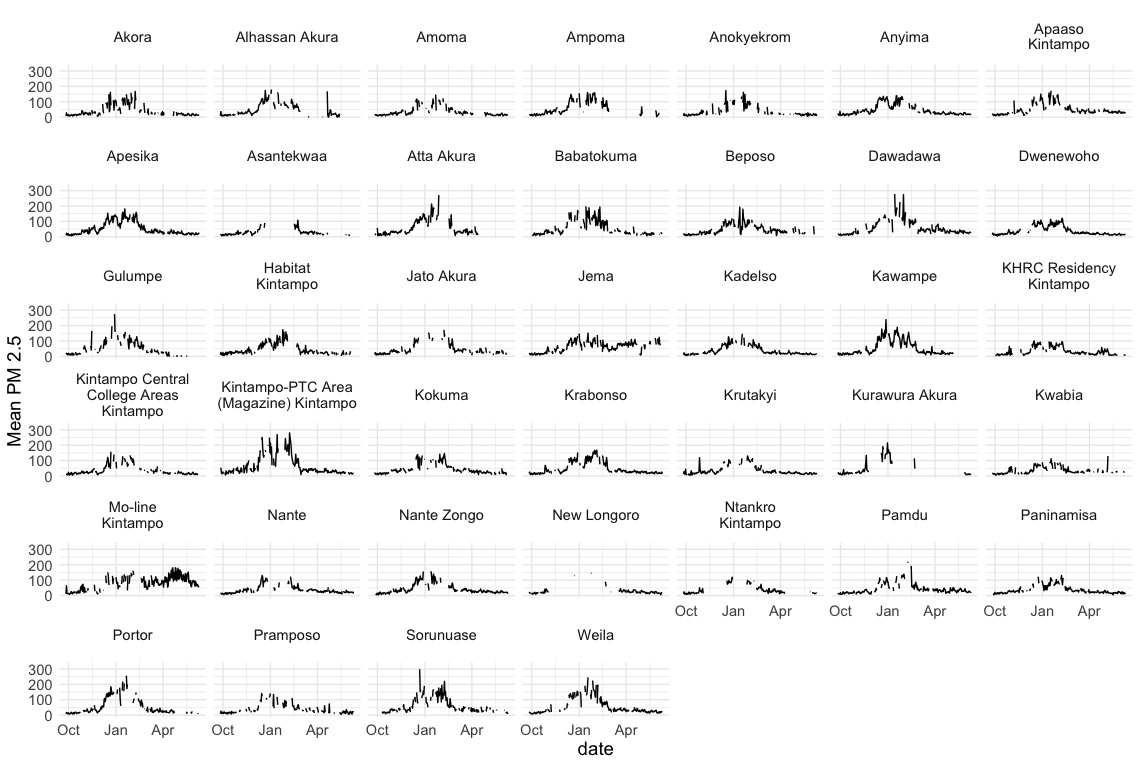 Akora
Alhassan Akura
Amoma
Ampoma
Anokyekrom
Anyima
Apaaso
Kintampo
300
200
100
0
Apesika
Asantekwaa
Atta Akura
Babatokuma
Beposo
Dawadawa
Dwenewoho
300
200
100
0
Gulumpe
Habitat
Kintampo
Jato Akura
Jema
Kadelso
Kawampe
KHRC Residency
Kintampo
300
200
100
0
Mean PM 2.5
Kintampo Central
College Areas
Kintampo
Kintampo-PTC Area
(Magazine) Kintampo
Kokuma
Krabonso
Krutakyi
Kurawura Akura
Kwabia
300
200
100
0
Mo-line
Kintampo
Nante
Nante Zongo
New Longoro
Ntankro
Kintampo
Pamdu
Paninamisa
300
200
100
0
Oct Jan Apr
Oct Jan Apr
Oct Jan Apr
Portor
Pramposo
Sorunuase
Weila
300
200
100
0
Oct Jan Apr
Oct Jan Apr
Oct Jan Apr
Oct Jan Apr
date